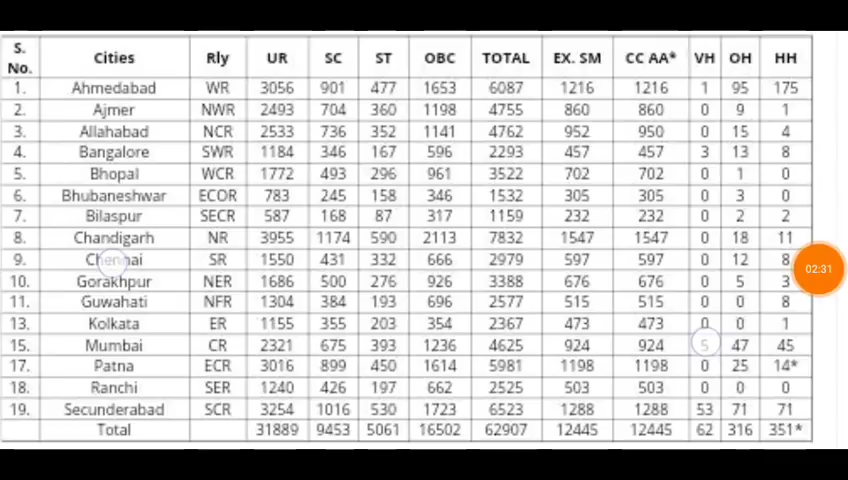 S. No. Cities Rly UR SC ST OBC TOTAL EX. SM CC AA* VH OH HH
1. Ahmedabad WR 3056 901 477 1653 6087 1216 1216 1 95 175
2. Ajmer NWR 2493 704 360 1198 4755 860 860 0 9 1
3. Allahabad NCR 2533 736 352 1141 4762 952 950 0 15 4
4. Bangalore SWR 1184 346 167 596 2293 457 457 3 13 8
5. Bhopal WCR 1772 493 296 961 3522 702 702 0 1 0
6. Bhubaneshwar ECOR 783 245 158 346 1532 305 305 0 3 0
7. Bilaspur SECR 587 168 87 317 1159 232 232 0 2 2
8. Chandigarh NR 3955 1174 590 2113 7832 1547 1547 0 18 11
9. Chennai SR 1550 431 332 666 2979 597 597 0 12 8
02:31
10. Gorakhpur NER 1686 500 276 926 3388 676 676 0 5 3
11. Guwahati NFR 1304 384 193 696 2577 515 515 0 0 8
13. Kolkata ER 1155 355 203 354 2367 473 473 0 0 1
15. Mumbai CR 2321 675 393 1236 4625 924 924 5 47 45
17. Patna ECR 3016 899 450 1614 5981 1198 1198 0 25 14*
18. Ranchi SER 1240 426 197 662 2525 503 503 0 0 0
19. Secunderabad SCR 3254 1016 530 1723 6523 1288 1288 53 71 71
Total 31889 9453 5061 16502 62907 12445 12445 62 316 351*